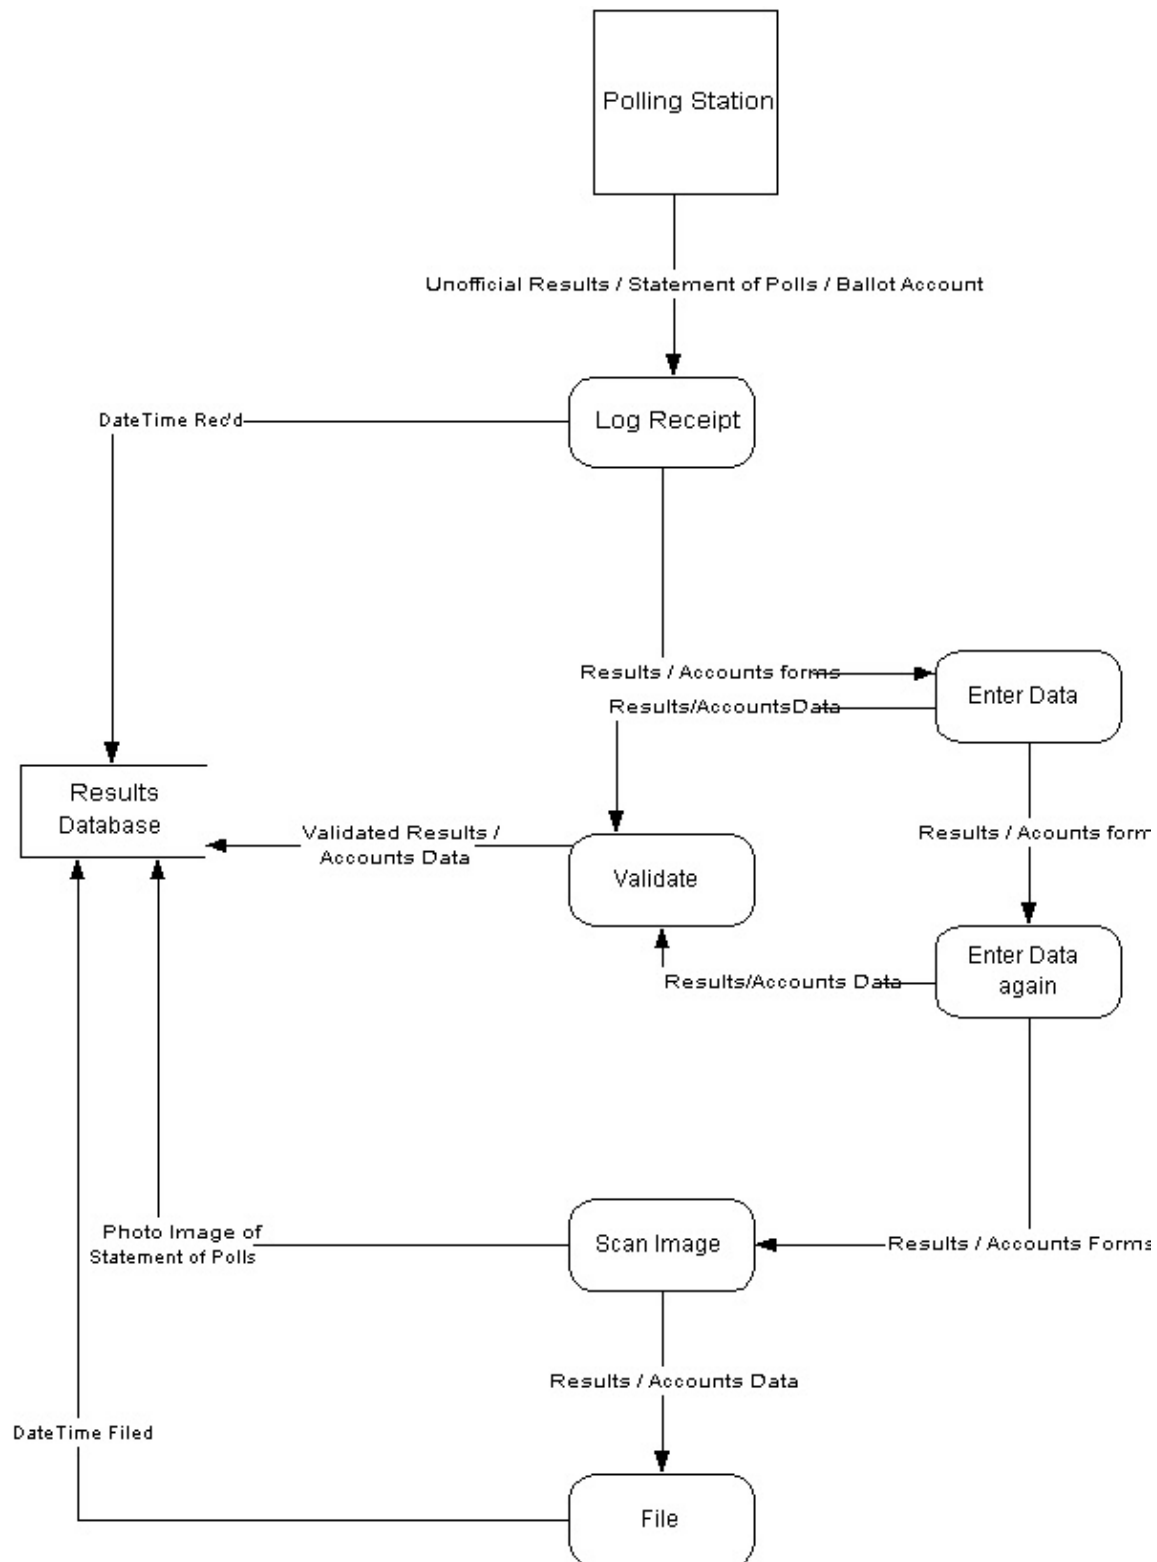 Polling Station
Unofficial Results / Statement of Polls / Ballot Account
DateTime Rec'd
Log Receipt
Results / Accounts forms
Results/AccountsData
Enter Data
Results
Database
Validated Results /
Accounts Data
Validate
Results / Acounts form
Results/Accounts Data
Enter Data
again
Photo Image of
Statement of Polls
Scan Image
Results / Accounts Forms
Results / Accounts Data
DateTime Filed
File